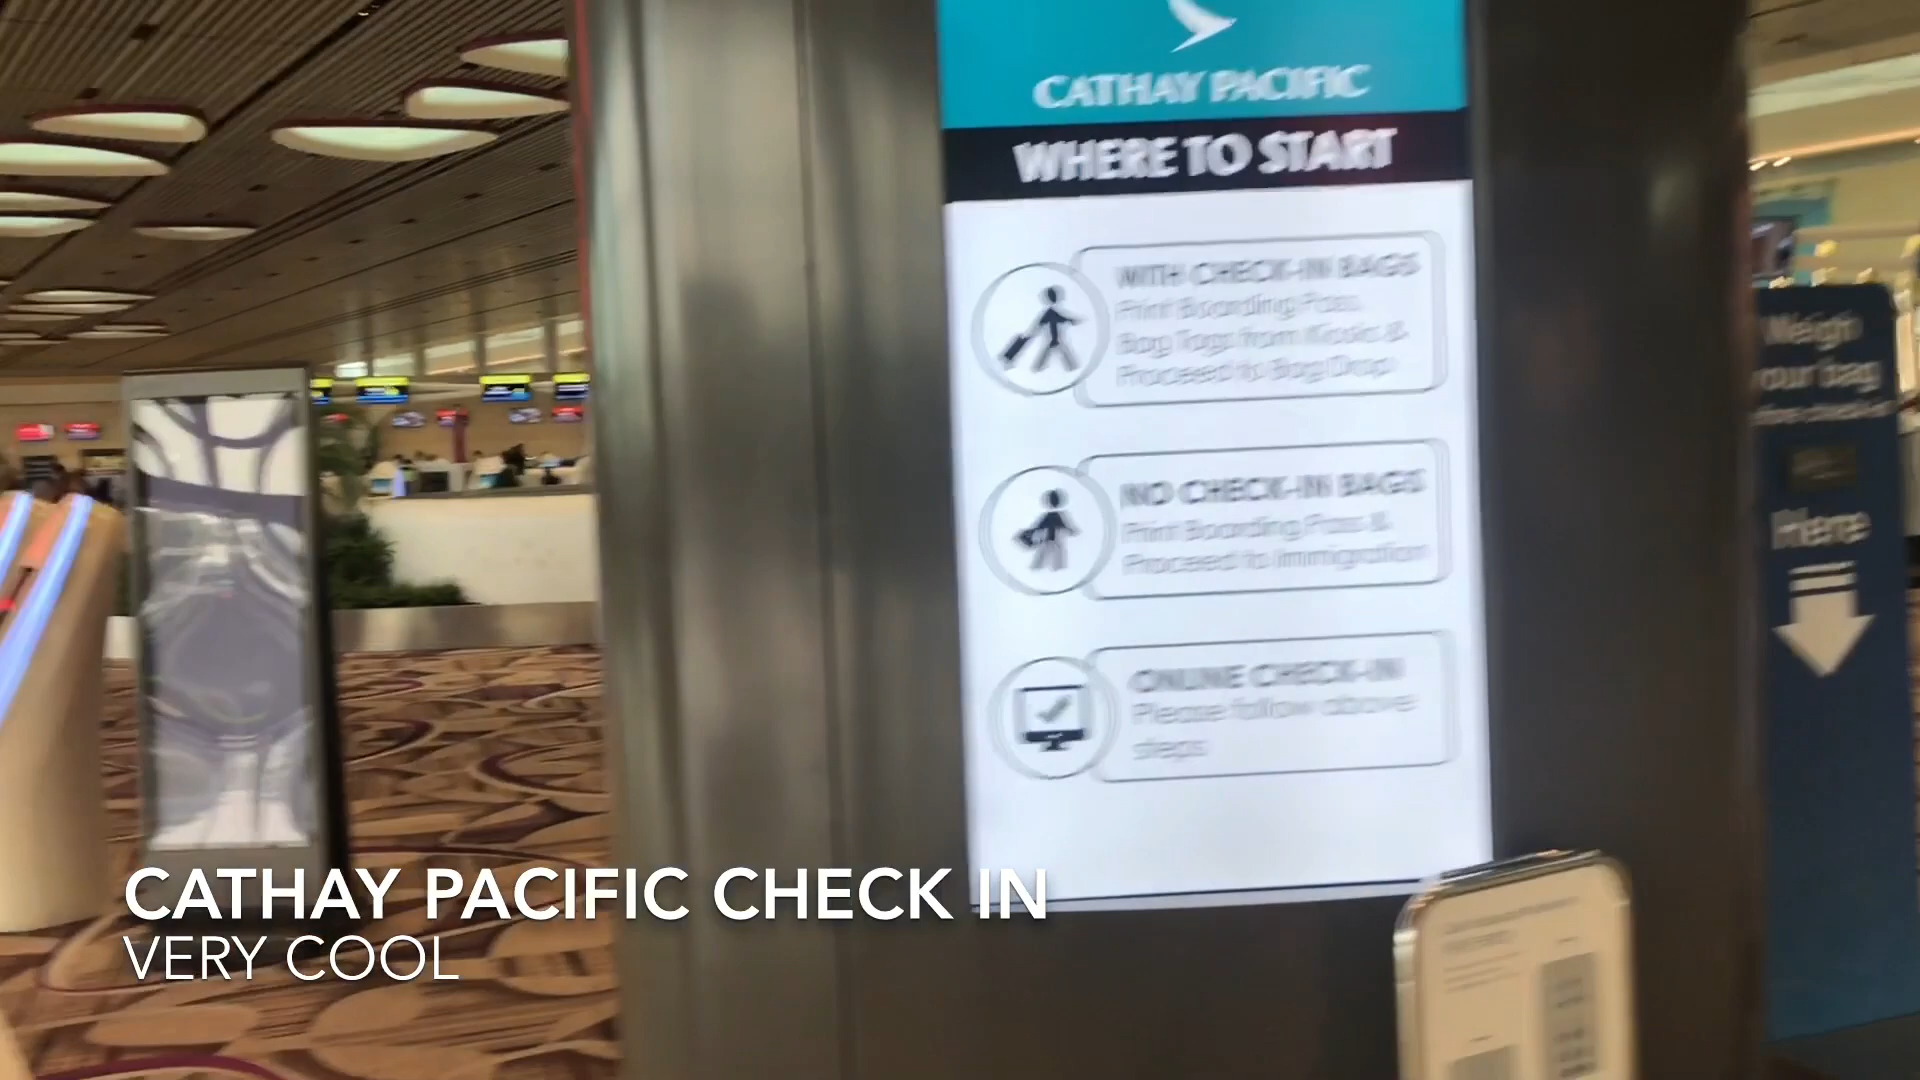 CATHAY PACIFIC
WHERE TO START
WITH CHECK-IN BAGS
Print Boarding Pass,
Bag Tags from Kiosk &
Proceed to Bag Drop
NO CHECK-IN BAGS
Print Boarding Pass &
Proceed to Immigration
ONLINE CHECK-IN
Please follow above
steps
Weigh
your bag
Here
CATHAY PACIFIC CHECK IN
VERY COOL